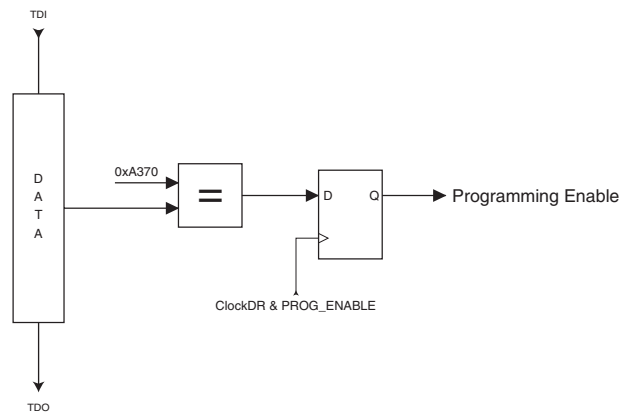 TDI
D
A
T
A
0xA370
=
D
Q
Programming Enable
ClockDR & PROG_ENABLE
TDO